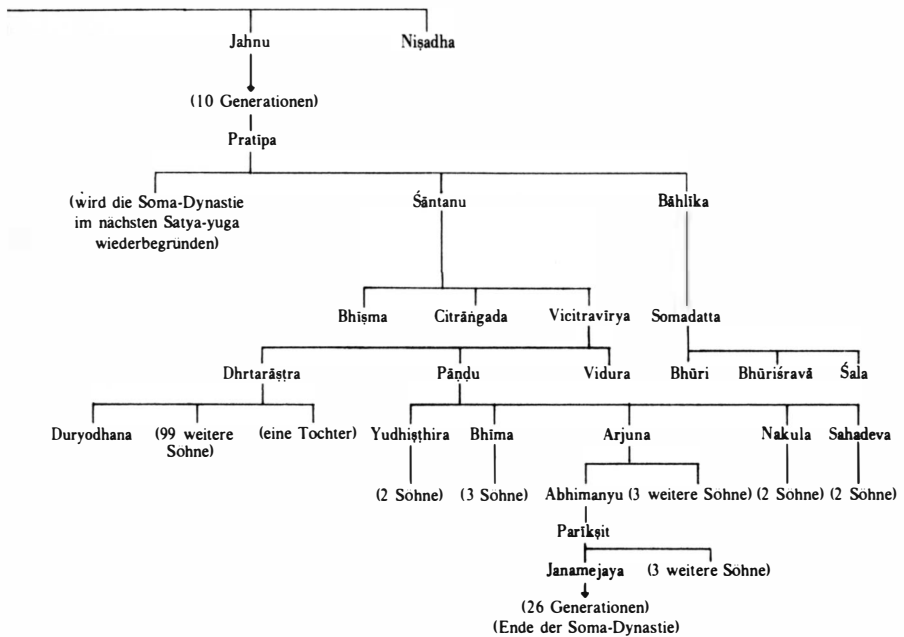 Jahnu
Niṣadha
(10 Generationen)
Pratīpa
(wird die Soma-Dynastie
im nächsten Satya-yuga
wiederbegründen)
Śāntanu
Bāhlīka
Bhīṣma
Citrāṅgada
Vicitravīrya
Somadatta
Dhrtarāṣṭra
Pāṇḍu
Vidura
Bhūri
Bhūriśravā
Śala
Duryodhana
(99 weitere
Söhne)
(eine Tochter)
Yudhiṣṭhira
Bhīma
Arjuna
Nakula
Sahadeva
(2 Söhne)
(3 Söhne)
Abhimanyu
(3 weitere Söhne)
(2 Söhne)
(2 Söhne)
Parīkṣit
Janamejaya
(3 weitere Söhne)
(26 Generationen)
(Ende der Soma-Dynastie)